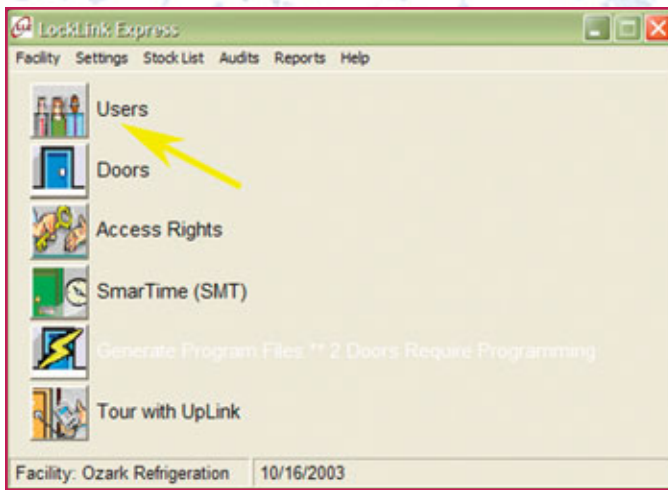 LockLink Express
Facility Settings Stock List Audits Reports Help
Users
Doors
Access Rights
SmarTime (SMT)
Generate Program Files ** 2 Doors Require Programming
Tour with UpLink
Facility: Ozark Refrigeration 10/16/2003